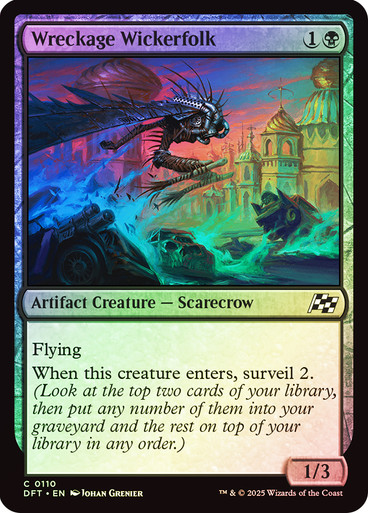 Wreckage Wickerfolk 1
Artifact Creature — Scarecrow
Flying
When this creature enters, surveil 2.
(Look at the top two cards of your library,
then put any number of them into your
graveyard and the rest on top of your
library in any order.)
1/3
C 0110
DFT • EN Johan Grenier
™ & © 2025 Wizards of the Coast